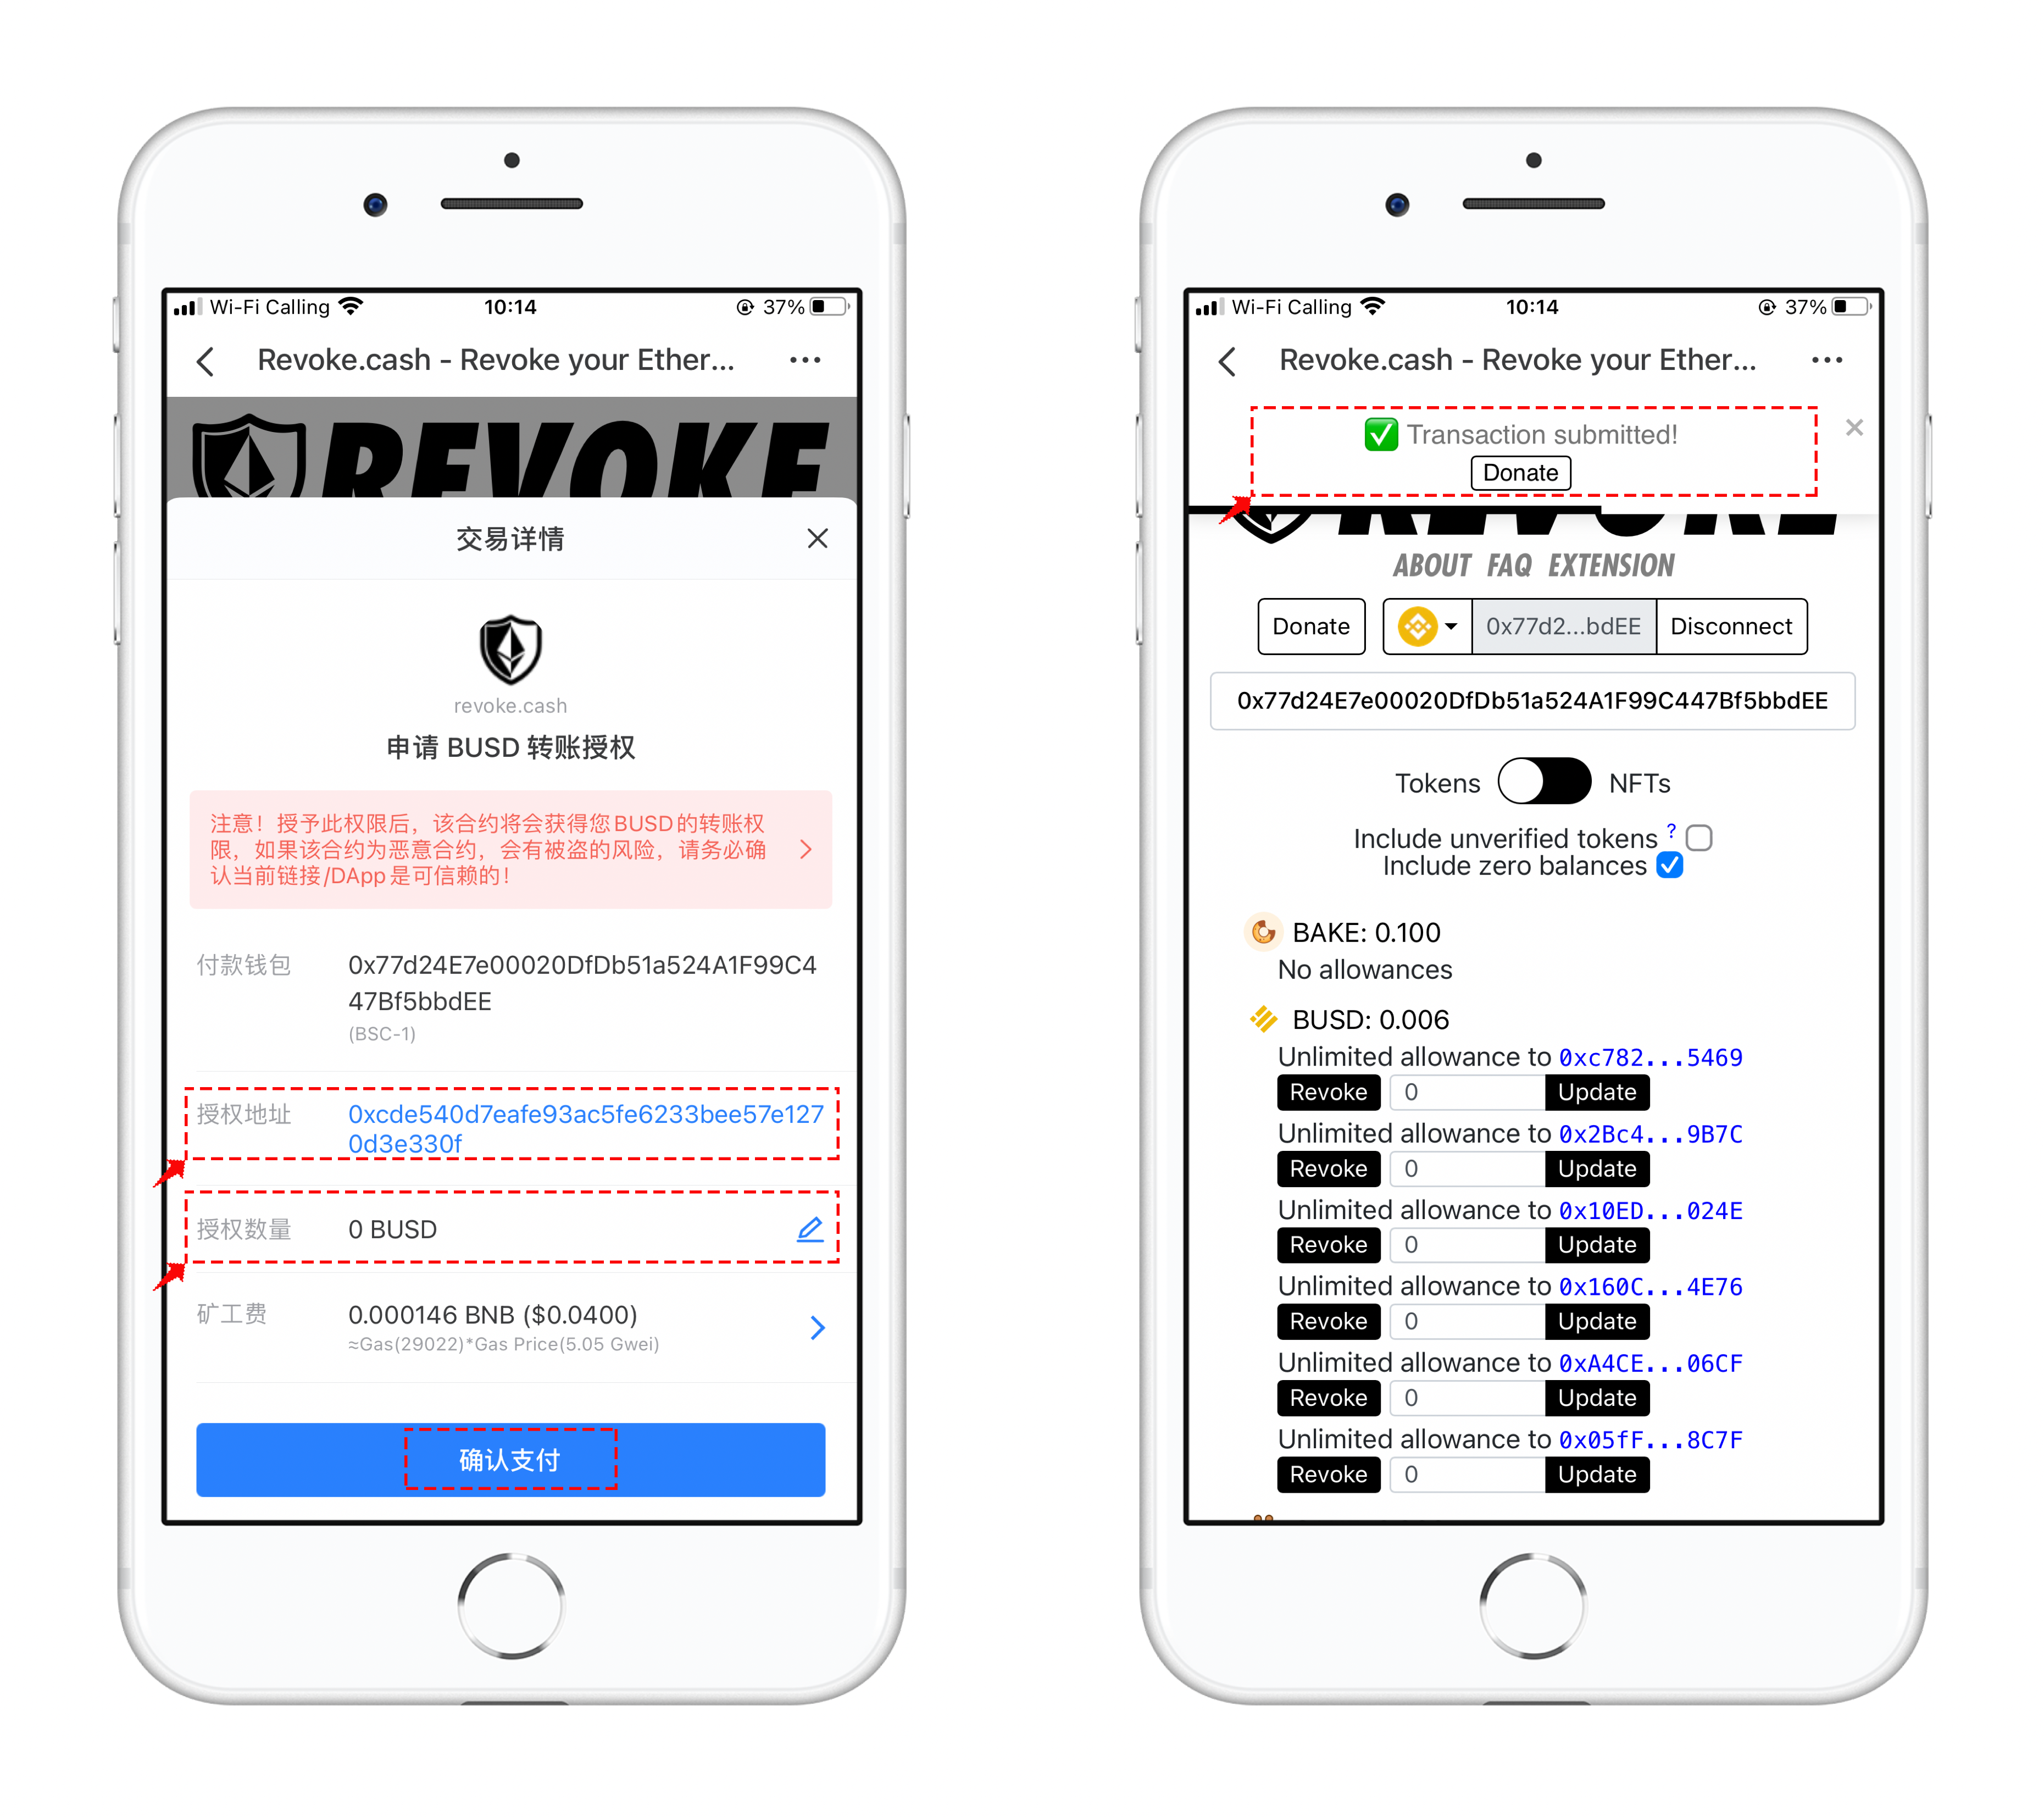 Wi-Fi Calling 10:14 37%
Revoke.cash - Revoke your Ether... ...
REVOKE
交易详情
revoke.cash
申请 BUSD 转账授权
注意！授予此权限后，该合约将会获得您BUSD的转账权
限，如果该合约为恶意合约，会有被盗的风险，请务必确
认当前链接/DApp是可信赖的！
付款钱包 0x77d24E7e00020DfDb51a524A1F99C4
47Bf5bbdEE
(BSC-1)
授权地址 0xcde540d7eafe93ac5fe6233bee57e127
0d3e330f
授权数量 0 BUSD
矿工费 0.000146 BNB ($0.0400)
≈Gas(29022)*Gas Price(5.05 Gwei)
确认支付
Wi-Fi Calling 10:14 37%
Revoke.cash - Revoke your Ether... ...
✅ Transaction submitted!
Donate
REVOKE
ABOUT FAQ EXTENSION
Donate 0x77d2...bdEE Disconnect
0x77d24E7e00020DfDb51a524A1F99C447Bf5bbdEE
Tokens NFTs
Include unverified tokens ?
Include zero balances
BAKE: 0.100
No allowances
BUSD: 0.006
Unlimited allowance to 0xc782...5469
Revoke 0 Update
Unlimited allowance to 0x2Bc4...9B7C
Revoke 0 Update
Unlimited allowance to 0x10ED...024E
Revoke 0 Update
Unlimited allowance to 0x160C...4E76
Revoke 0 Update
Unlimited allowance to 0xA4CE...06CF
Revoke 0 Update
Unlimited allowance to 0x05fF...8C7F
Revoke 0 Update